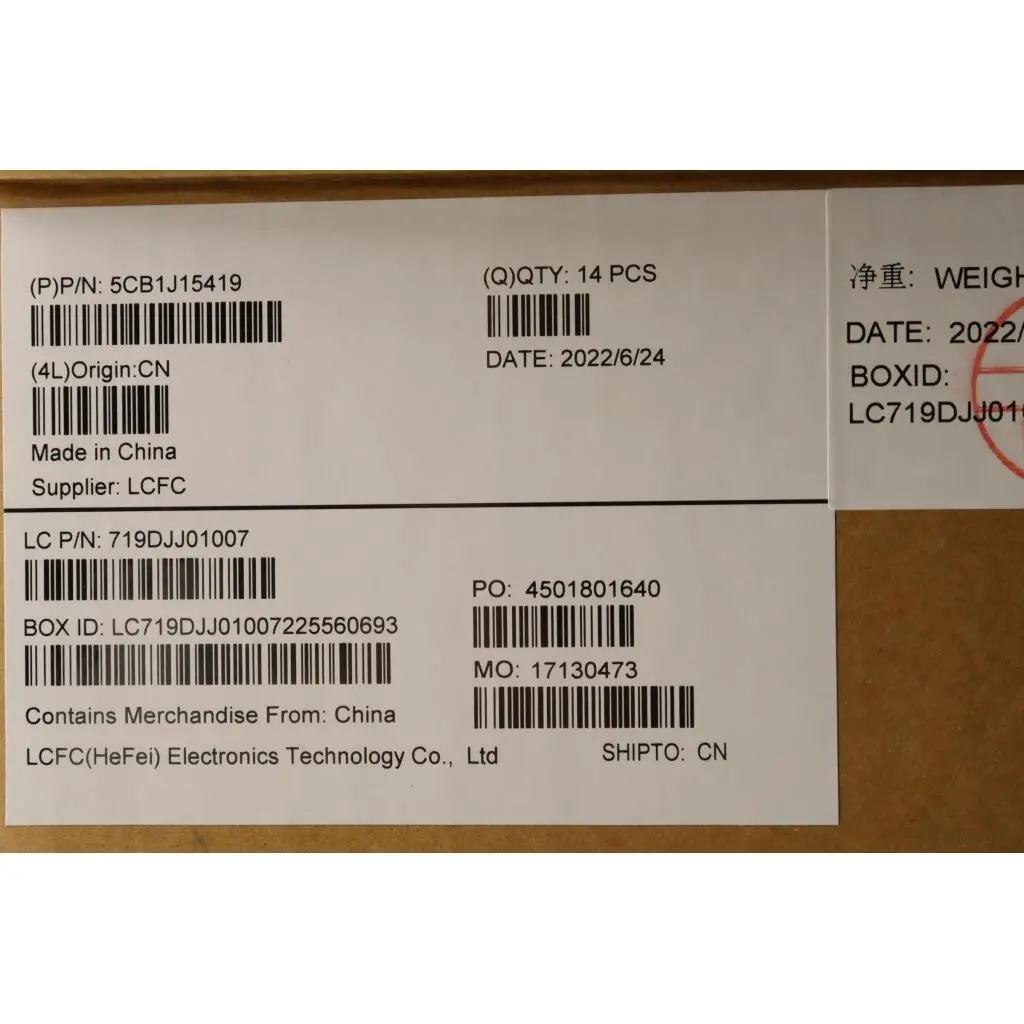 (P)P/N: 5CB1J15419
(Q)QTY: 14 PCS
DATE: 2022/6/24
(4L)Origin:CN
Made in China
Supplier: LCFC
LC P/N: 719DJJ01007
PO: 4501801640
BOX ID: LC719DJJ01007225560693
MO: 17130473
Contains Merchandise From: China
LCFC(HeFei) Electronics Technology Co., Ltd
SHIPTO: CN
净重: WEIGH
DATE: 2022/
BOXID:
LC719DJJ010